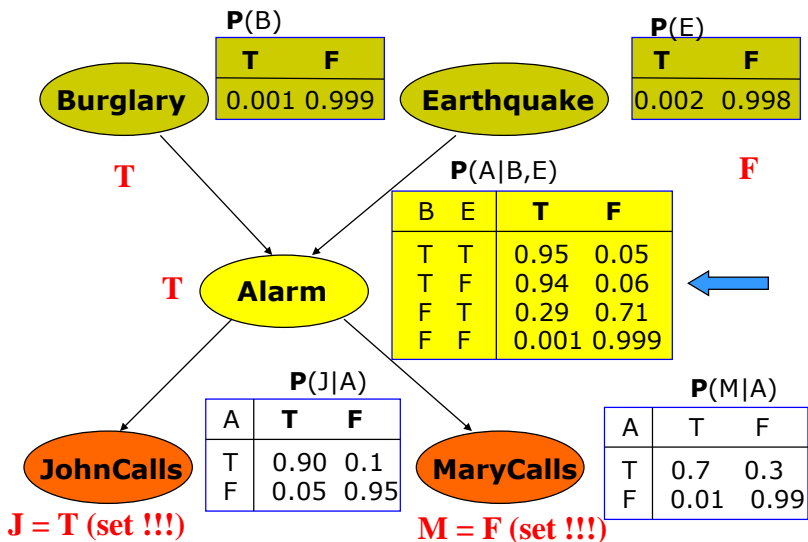 P(B)
T F
0.001 0.999
Burglary
P(E)
T F
0.002 0.998
Earthquake
T
F
P(A|B,E)
B E T F
T T 0.95 0.05
T F 0.94 0.06
F T 0.29 0.71
F F 0.001 0.999
T
Alarm
P(J|A)
A T F
T 0.90 0.1
F 0.05 0.95
P(M|A)
A T F
T 0.7 0.3
F 0.01 0.99
JohnCalls
MaryCalls
J = T (set !!!)
M = F (set !!!)